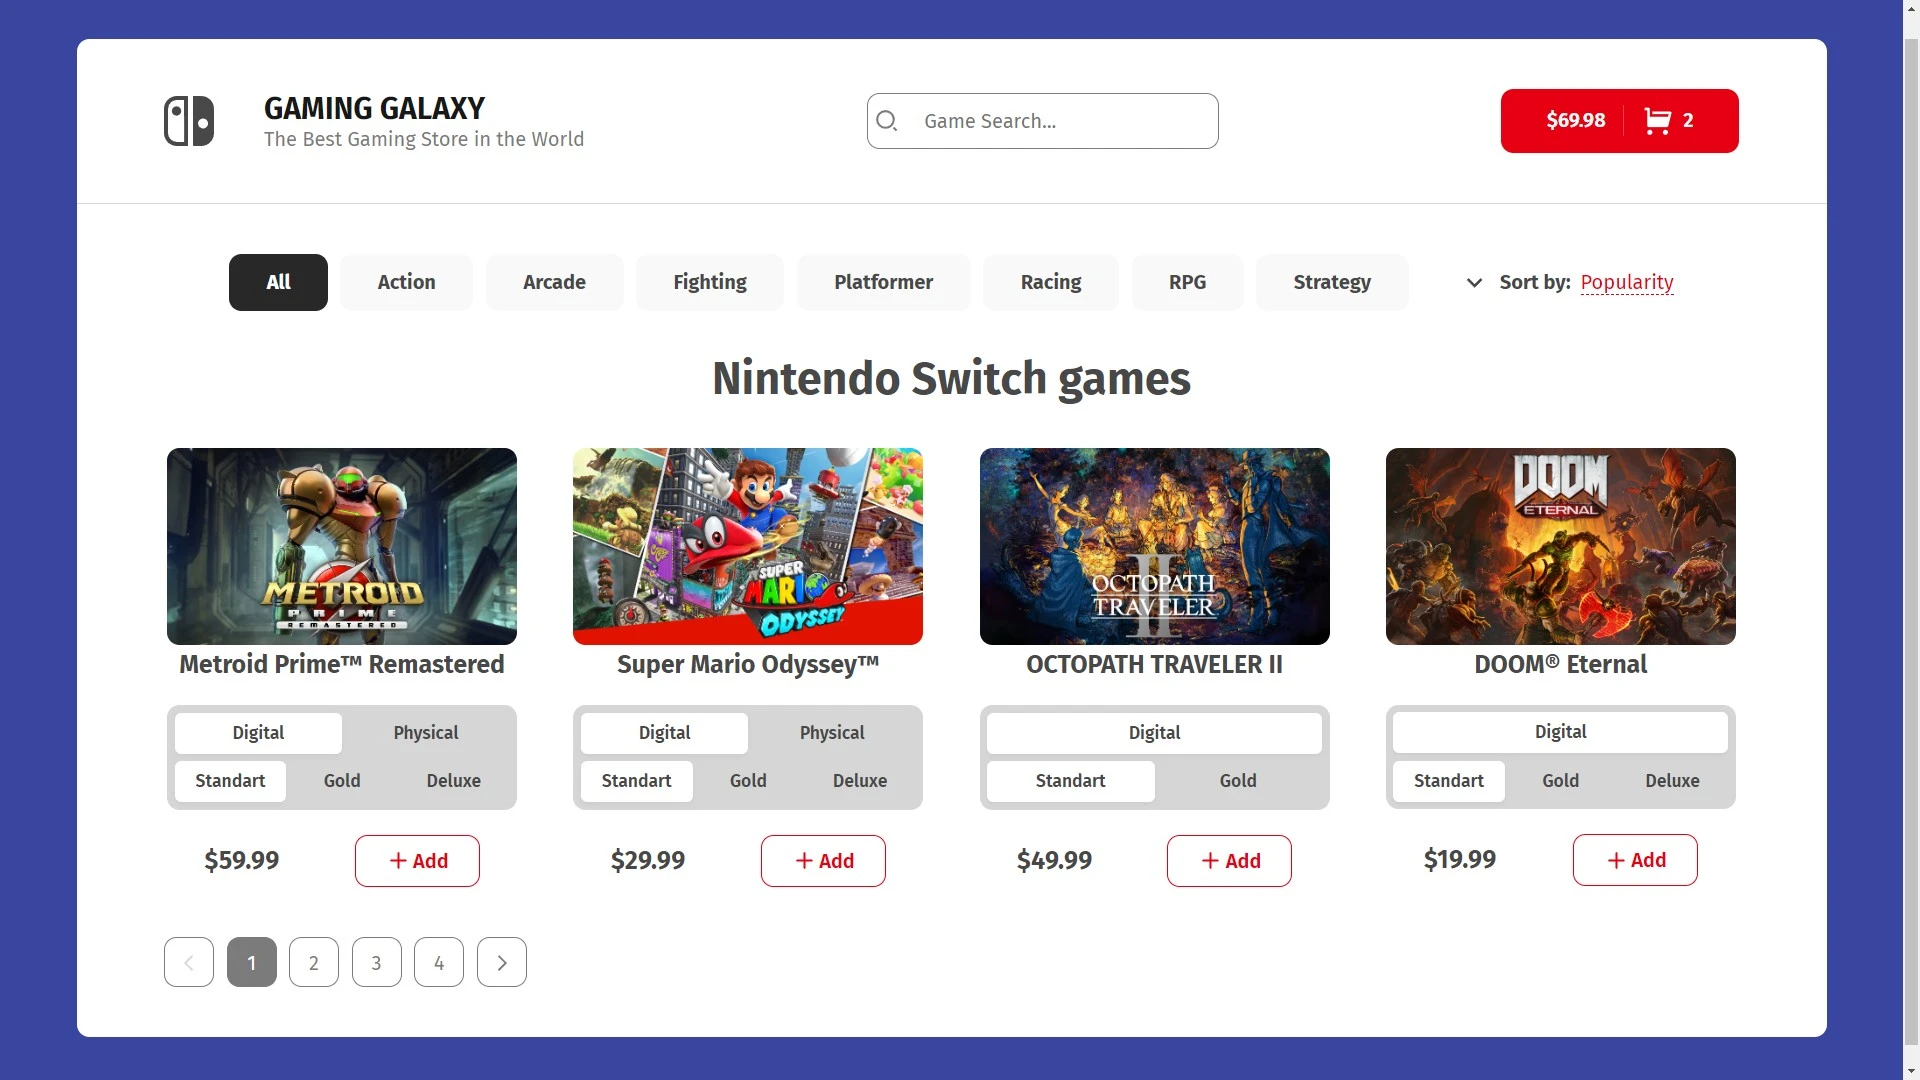 GAMING GALAXY
The Best Gaming Store in the World
Game Search...
$69.98 2
All Action Arcade Fighting Platformer Racing RPG Strategy Sort by: Popularity
Nintendo Switch games
METROID
PRIME
REMASTERED
SUPER
MARIO
ODYSSEY
II
OCTOPATH
TRAVELER
DOOM
ETERNAL
Metroid Prime™ Remastered
Digital Physical
Standart Gold Deluxe
$59.99 + Add
Super Mario Odyssey™
Digital Physical
Standart Gold Deluxe
$29.99 + Add
OCTOPATH TRAVELER II
Digital
Standart Gold
$49.99 + Add
DOOM® Eternal
Digital
Standart Gold Deluxe
$19.99 + Add
1 2 3 4